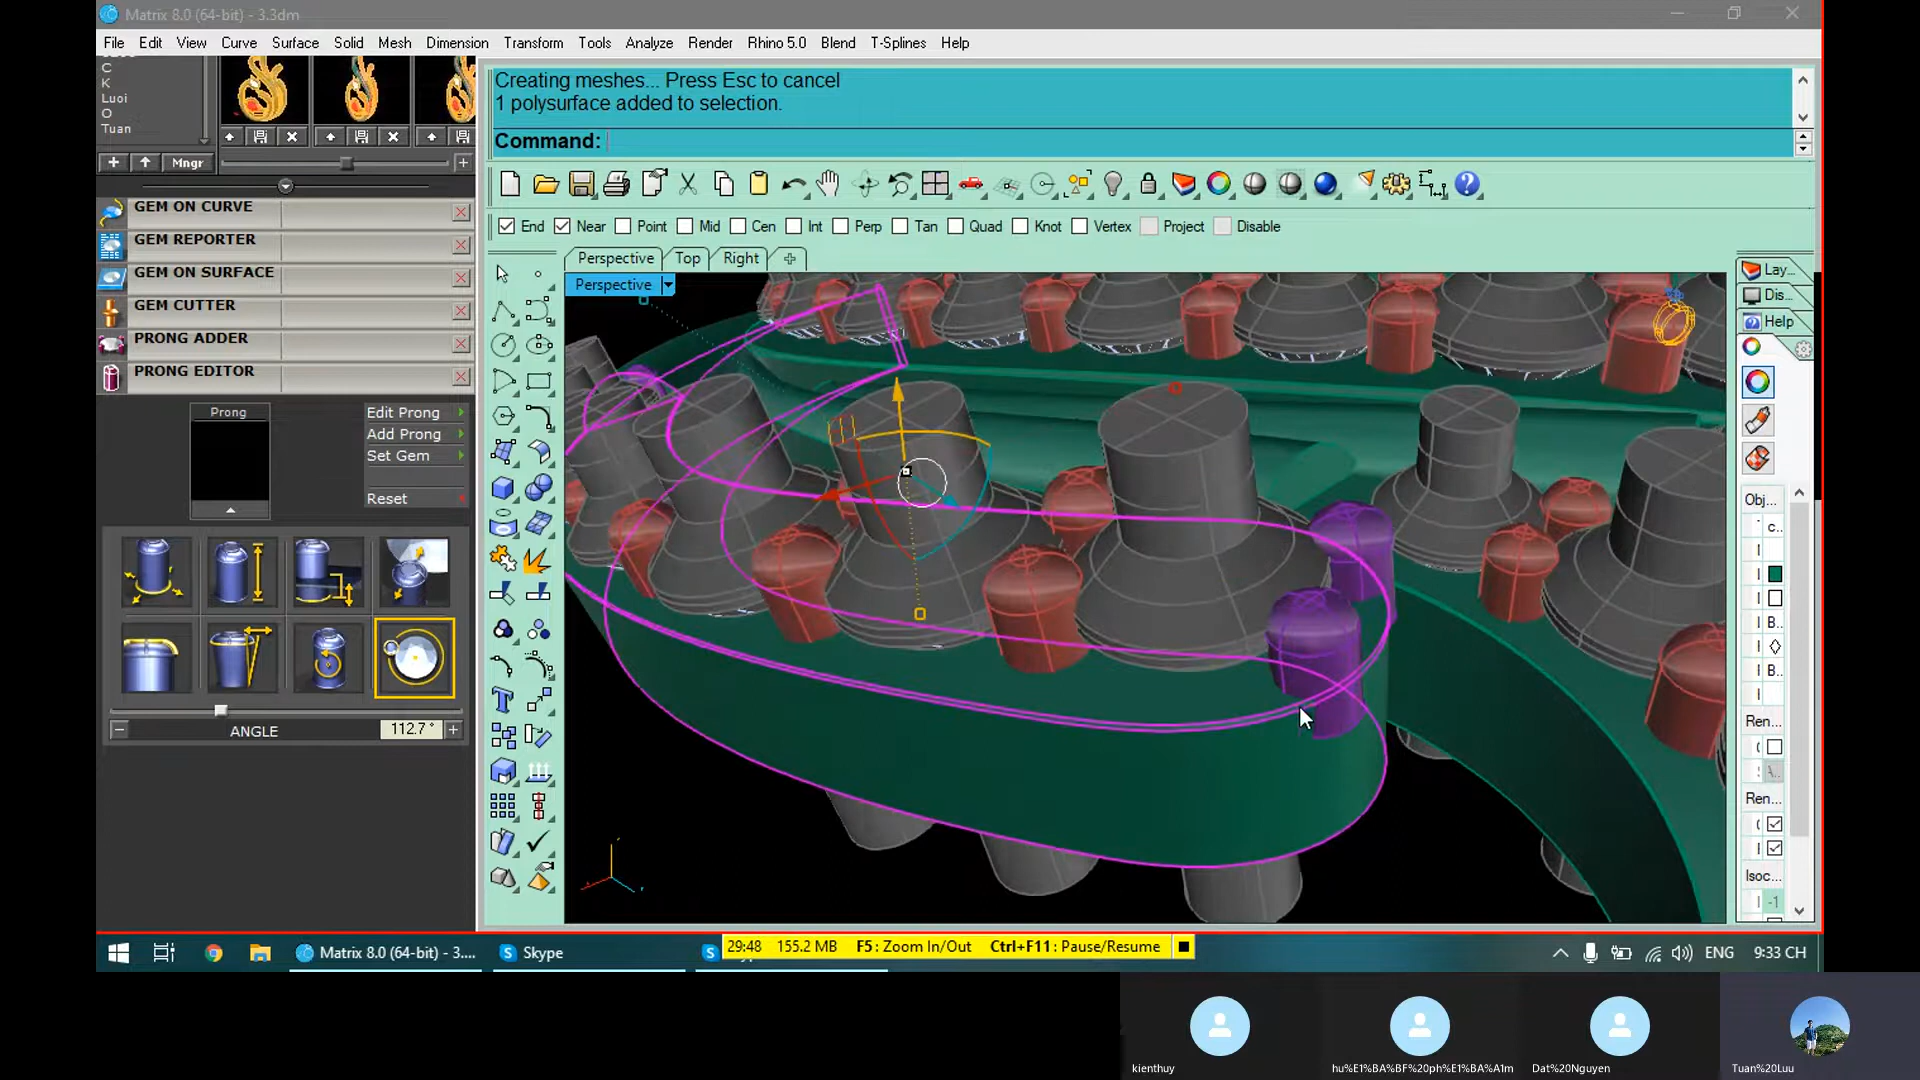 Matrix 8.0 (64-bit) - 3.3dm
File Edit View Curve Surface Solid Mesh Dimension Transform Tools Analyze Render Rhino 5.0 Blend T-Splines Help
C
K
Luoi
O
Tuan
Mngr
Creating meshes... Press Esc to cancel
1 polysurface added to selection.
Command:
End Near Point Mid Cen Int Perp Tan Quad Knot Vertex Project Disable
GEM ON CURVE
GEM REPORTER
GEM ON SURFACE
GEM CUTTER
PRONG ADDER
PRONG EDITOR
Prong
Edit Prong
Add Prong
Set Gem
Reset
ANGLE
112.7 °
Perspective Top Right
Perspective
Lay...
Dis...
Help
Obj...
c...
B...
B...
Ren...
Ren...
Isoc...
-1
Matrix 8.0 (64-bit) - 3....
Skype
29:48 155.2 MB F5 : Zoom In/Out Ctrl+F11 : Pause/Resume
ENG
9:33 CH
kienthuy
hu%E1%BA%BF%20ph%E1%BA%A1m
Dat%20Nguyen
Tuan%20Luu